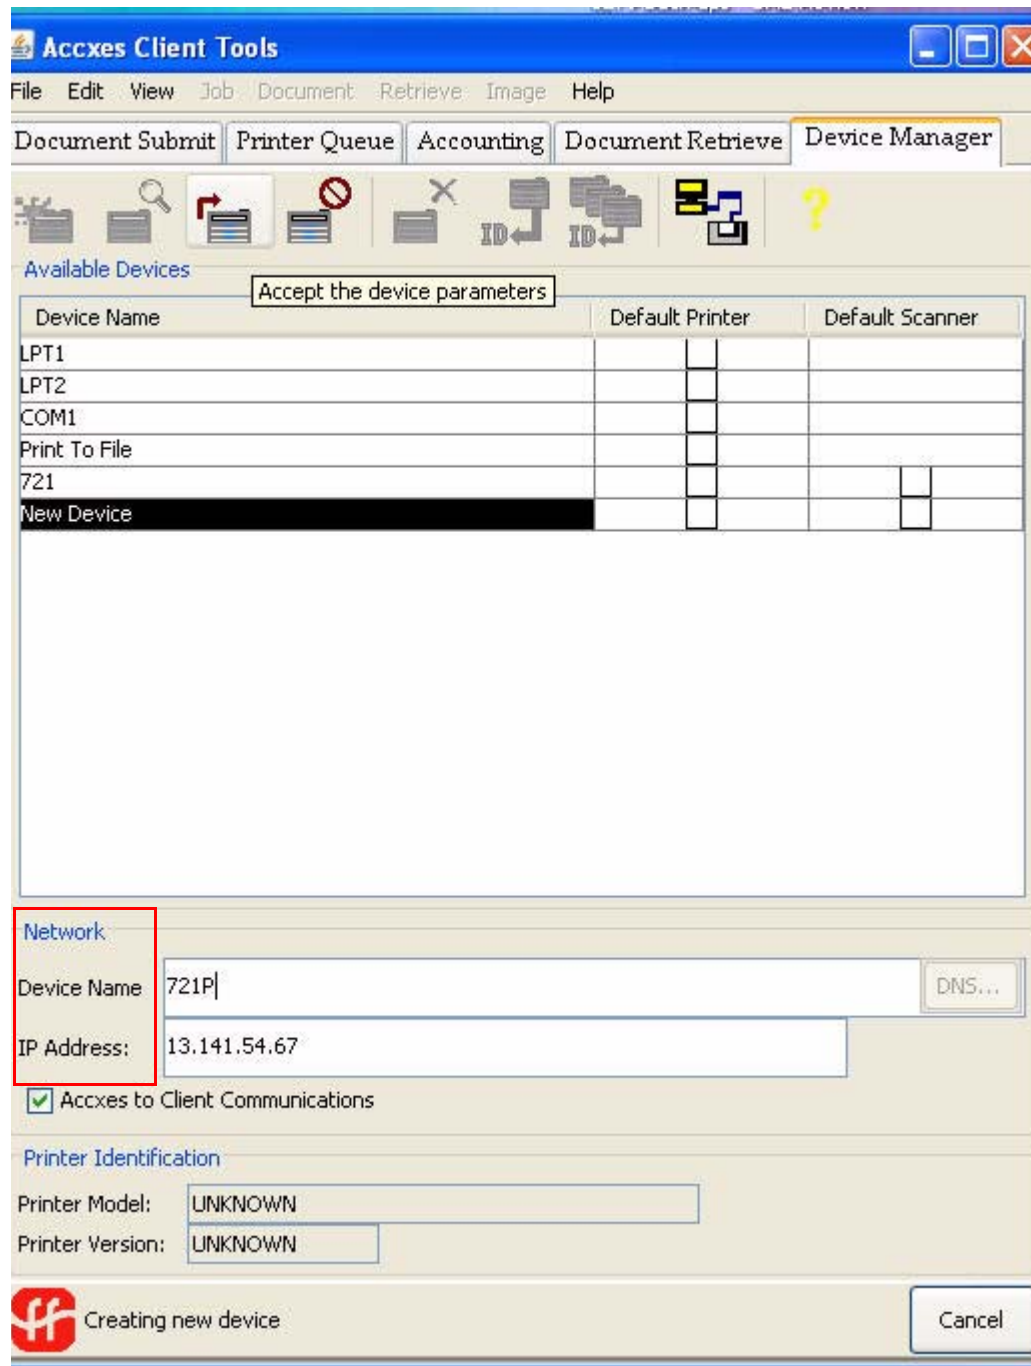 Accxes Client Tools
File Edit View Job Document Retrieve Image Help
Document Submit Printer Queue Accounting Document Retrieve Device Manager
ID ID ?
Available Devices
Accept the device parameters
Device Name Default Printer Default Scanner
LPT1
LPT2
COM1
Print To File
721
New Device
Network
Device Name 721P DNS...
IP Address: 13.141.54.67
Accxes to Client Communications
Printer Identification
Printer Model: UNKNOWN
Printer Version: UNKNOWN
Creating new device Cancel